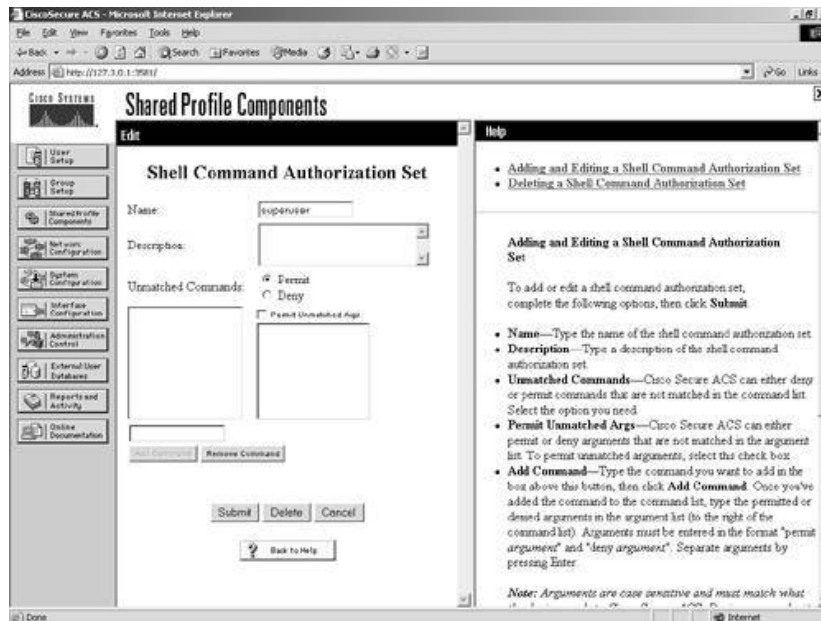 CiscoSecure ACS - Microsoft Internet Explorer
File Edit View Favorites Tools Help
Back Search Favorites Media
Address http://127.3.0.1:3581/ Go Links
CISCO SYSTEMS
Shared Profile Components
Edit
User Setup
Group Setup
Shared Profile Components
Network Configuration
System Configuration
Interface Configuration
Administration Control
External User Databases
Reports and Activity
Online Documentation
Shell Command Authorization Set
Name: superuser
Description:
Unmatched Commands: Permit
Deny
Permit Unmatched Args
Add Command Remove Command
Submit Delete Cancel
? Back to Help
Help
Adding and Editing a Shell Command Authorization Set
Deleting a Shell Command Authorization Set
Adding and Editing a Shell Command Authorization
Set
To add or edit a shell command authorization set,
complete the following options, then click Submit.
Name—Type the name of the shell command authorization set.
Description—Type a description of the shell command
authorization set.
Unmatched Commands—Cisco Secure ACS can either deny
or permit commands that are not matched in the command list.
Select the option you need.
Permit Unmatched Args—Cisco Secure ACS can either
permit or deny arguments that are not matched in the argument
list. To permit unmatched arguments, select this check box.
Add Command—Type the command you want to add in the
box above this button, then click Add Command. Once you've
added the command to the command list, type the permitted or
denied arguments in the argument list (to the right of the
command list). Arguments must be entered in the format "permit
argument" and "deny argument". Separate arguments by
pressing Enter.
Note: Arguments are case sensitive and must match what
Done
Internet